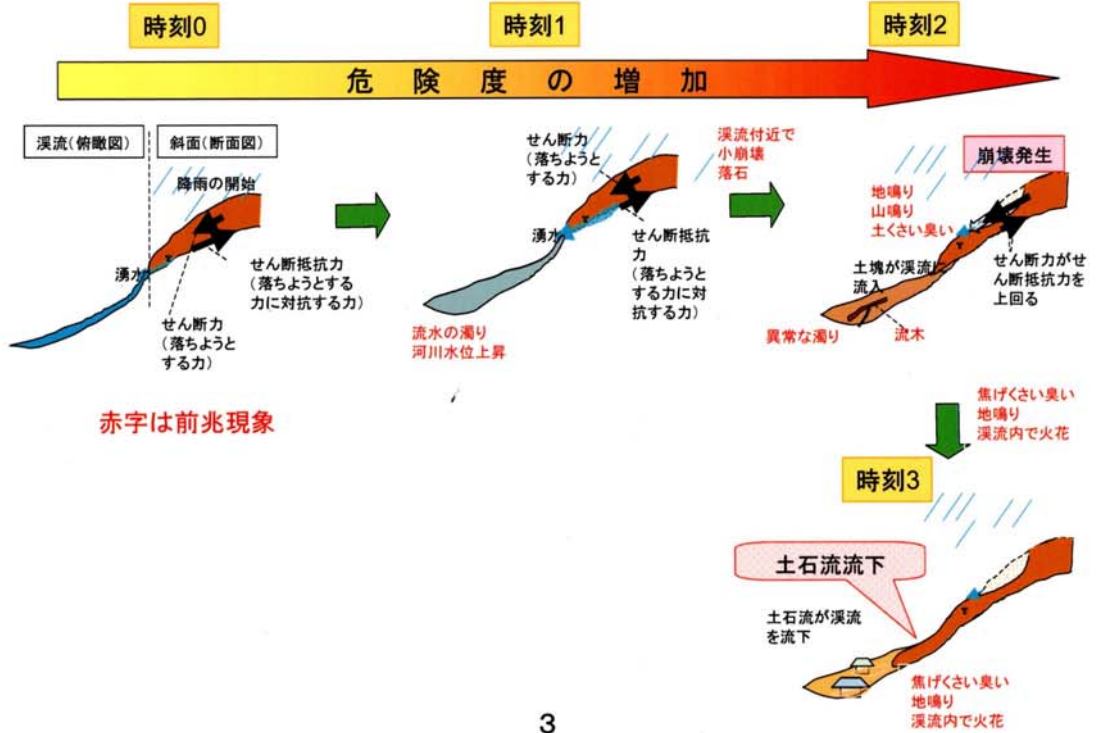 時刻0
時刻1
時刻2
危険度の増加
渓流(俯瞰図)
斜面(断面図)
降雨の開始
湧水
せん断抵抗力
(落ちようとする
力に対抗する力)
せん断力
(落ちようと
する力)
赤字は前兆現象
せん断力
(落ちようと
する力)
湧水
せん断抵抗
力
(落ちようと
する力に対
抗する力)
流水の濁り
河川水位上昇
渓流付近で
小崩壊
落石
崩壊発生
地鳴り
山鳴り
土くさい臭い
土塊が渓流に
流入
せん断力がせ
ん断抵抗力を
上回る
異常な濁り
流木
焦げくさい臭い
地鳴り
渓流内で火花
時刻3
土石流流下
土石流が渓流
を流下
焦げくさい臭い
地鳴り
渓流内で火花
3